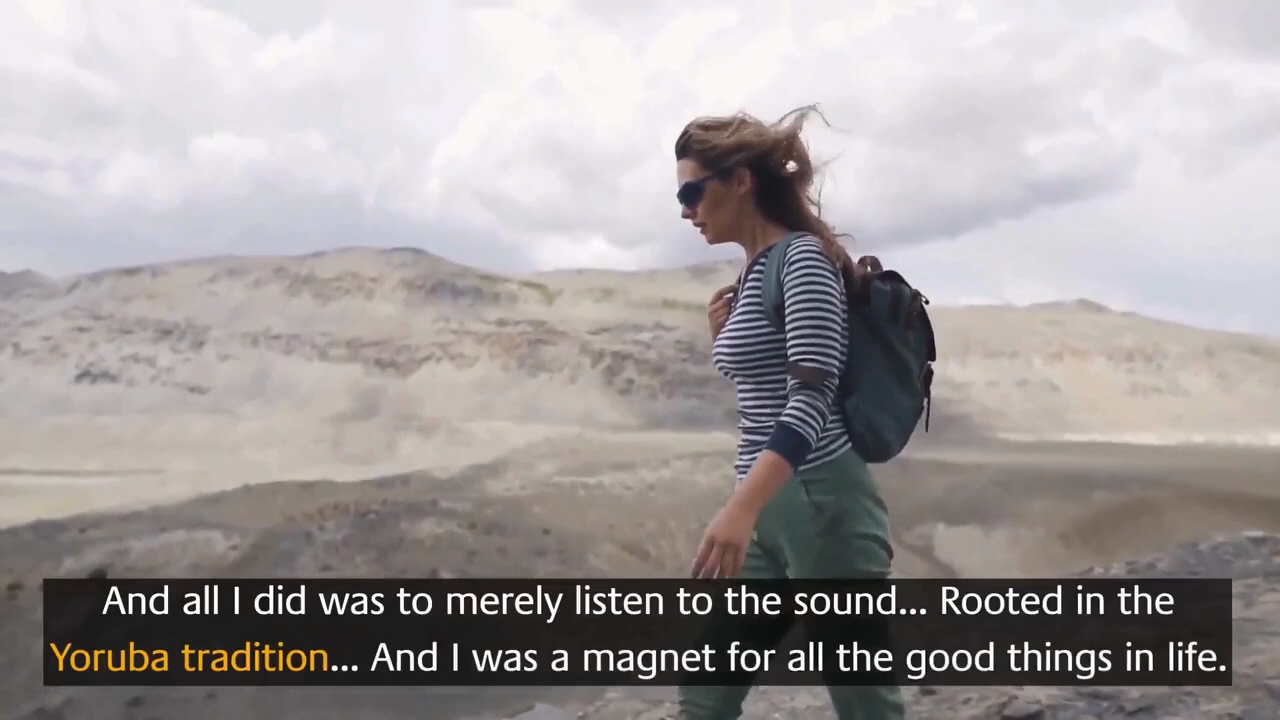 And all I did was to merely listen to the sound... Rooted in the
Yoruba tradition... And I was a magnet for all the good things in life.